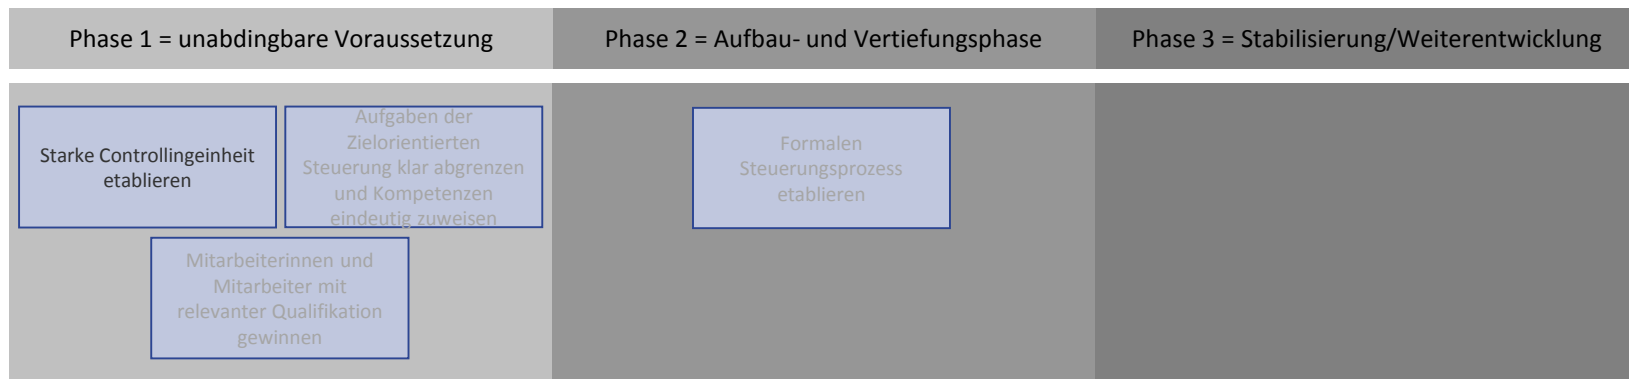 Phase 1 = unabdingbare Voraussetzung
Phase 2 = Aufbau- und Vertiefungsphase
Phase 3 = Stabilisierung/Weiterentwicklung
Starke Controllingeinheit
etablieren
Aufgaben der
Zielorientierten
Steuerung klar abgrenzen
und Kompetenzen
eindeutig zuweisen
Mitarbeiterinnen und
Mitarbeiter mit
relevanter Qualifikation
gewinnen
Formalen
Steuerungsprozess
etablieren